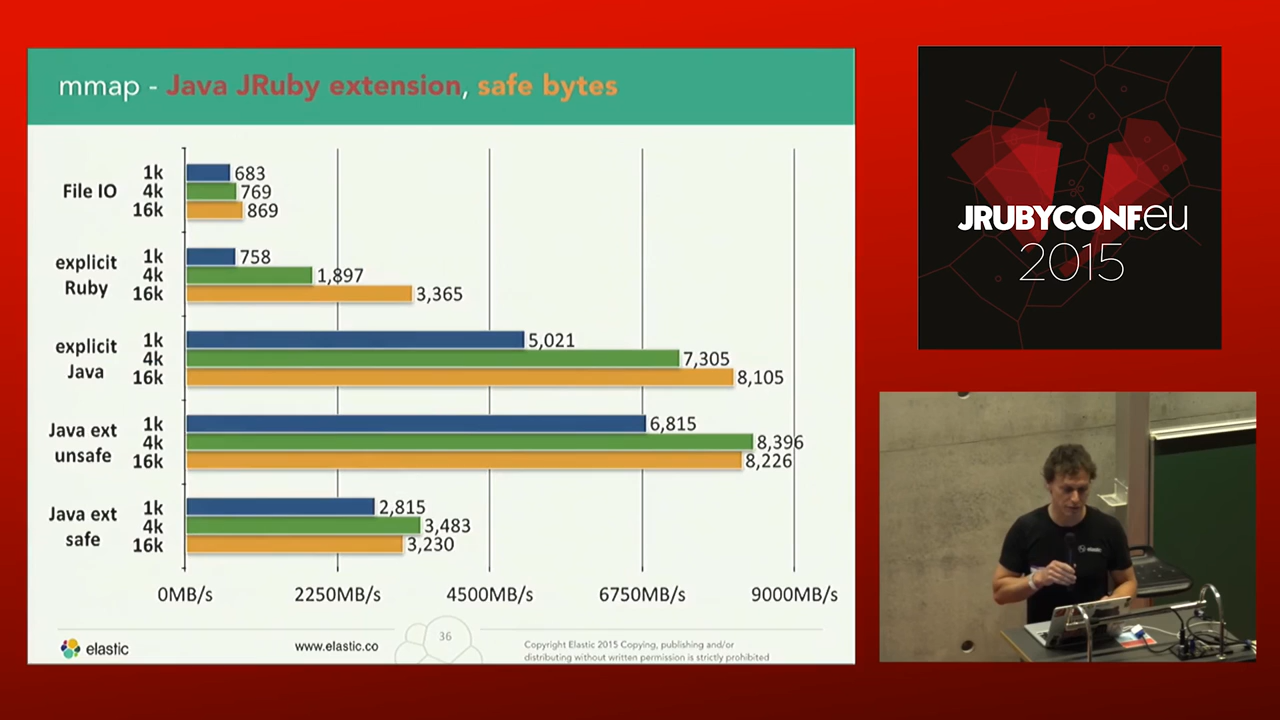 mmap - Java JRuby extension, safe bytes
File IO
1k 683
4k 769
16k 869
explicit Ruby
1k 758
4k 1,897
16k 3,365
explicit Java
1k 5,021
4k 7,305
16k 8,105
Java ext unsafe
1k 6,815
4k 8,396
16k 8,226
Java ext safe
1k 2,815
4k 3,483
16k 3,230
0MB/s 2250MB/s 4500MB/s 6750MB/s 9000MB/s
elastic
www.elastic.co
36
Copyright Elastic 2015 Copying, publishing and/or
distributing without written permission is strictly prohibited
JRUBYCONF.eu
2015
elastic